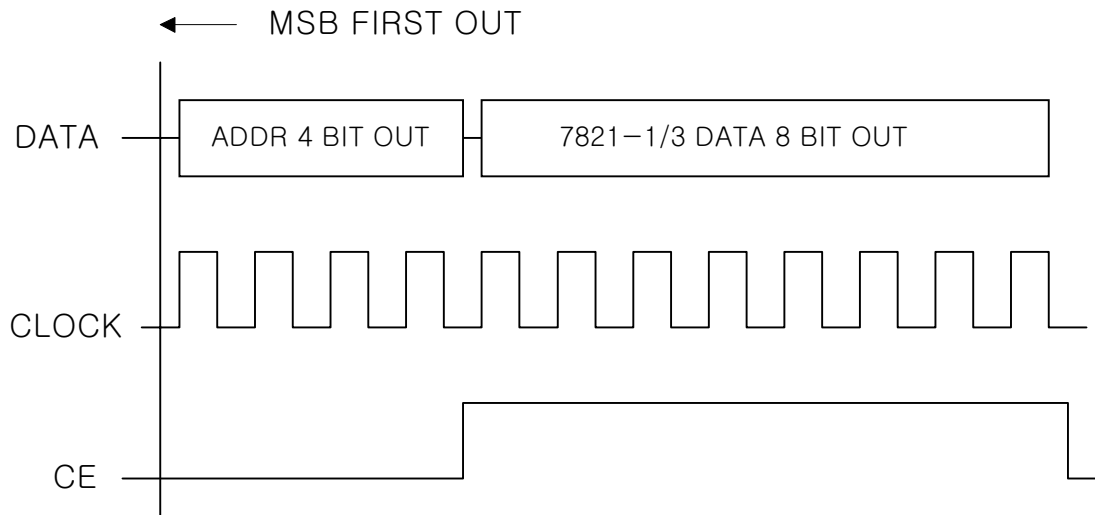 MSB FIRST OUT
DATA
ADDR 4 BIT OUT
7821-1/3 DATA 8 BIT OUT
CLOCK
CE